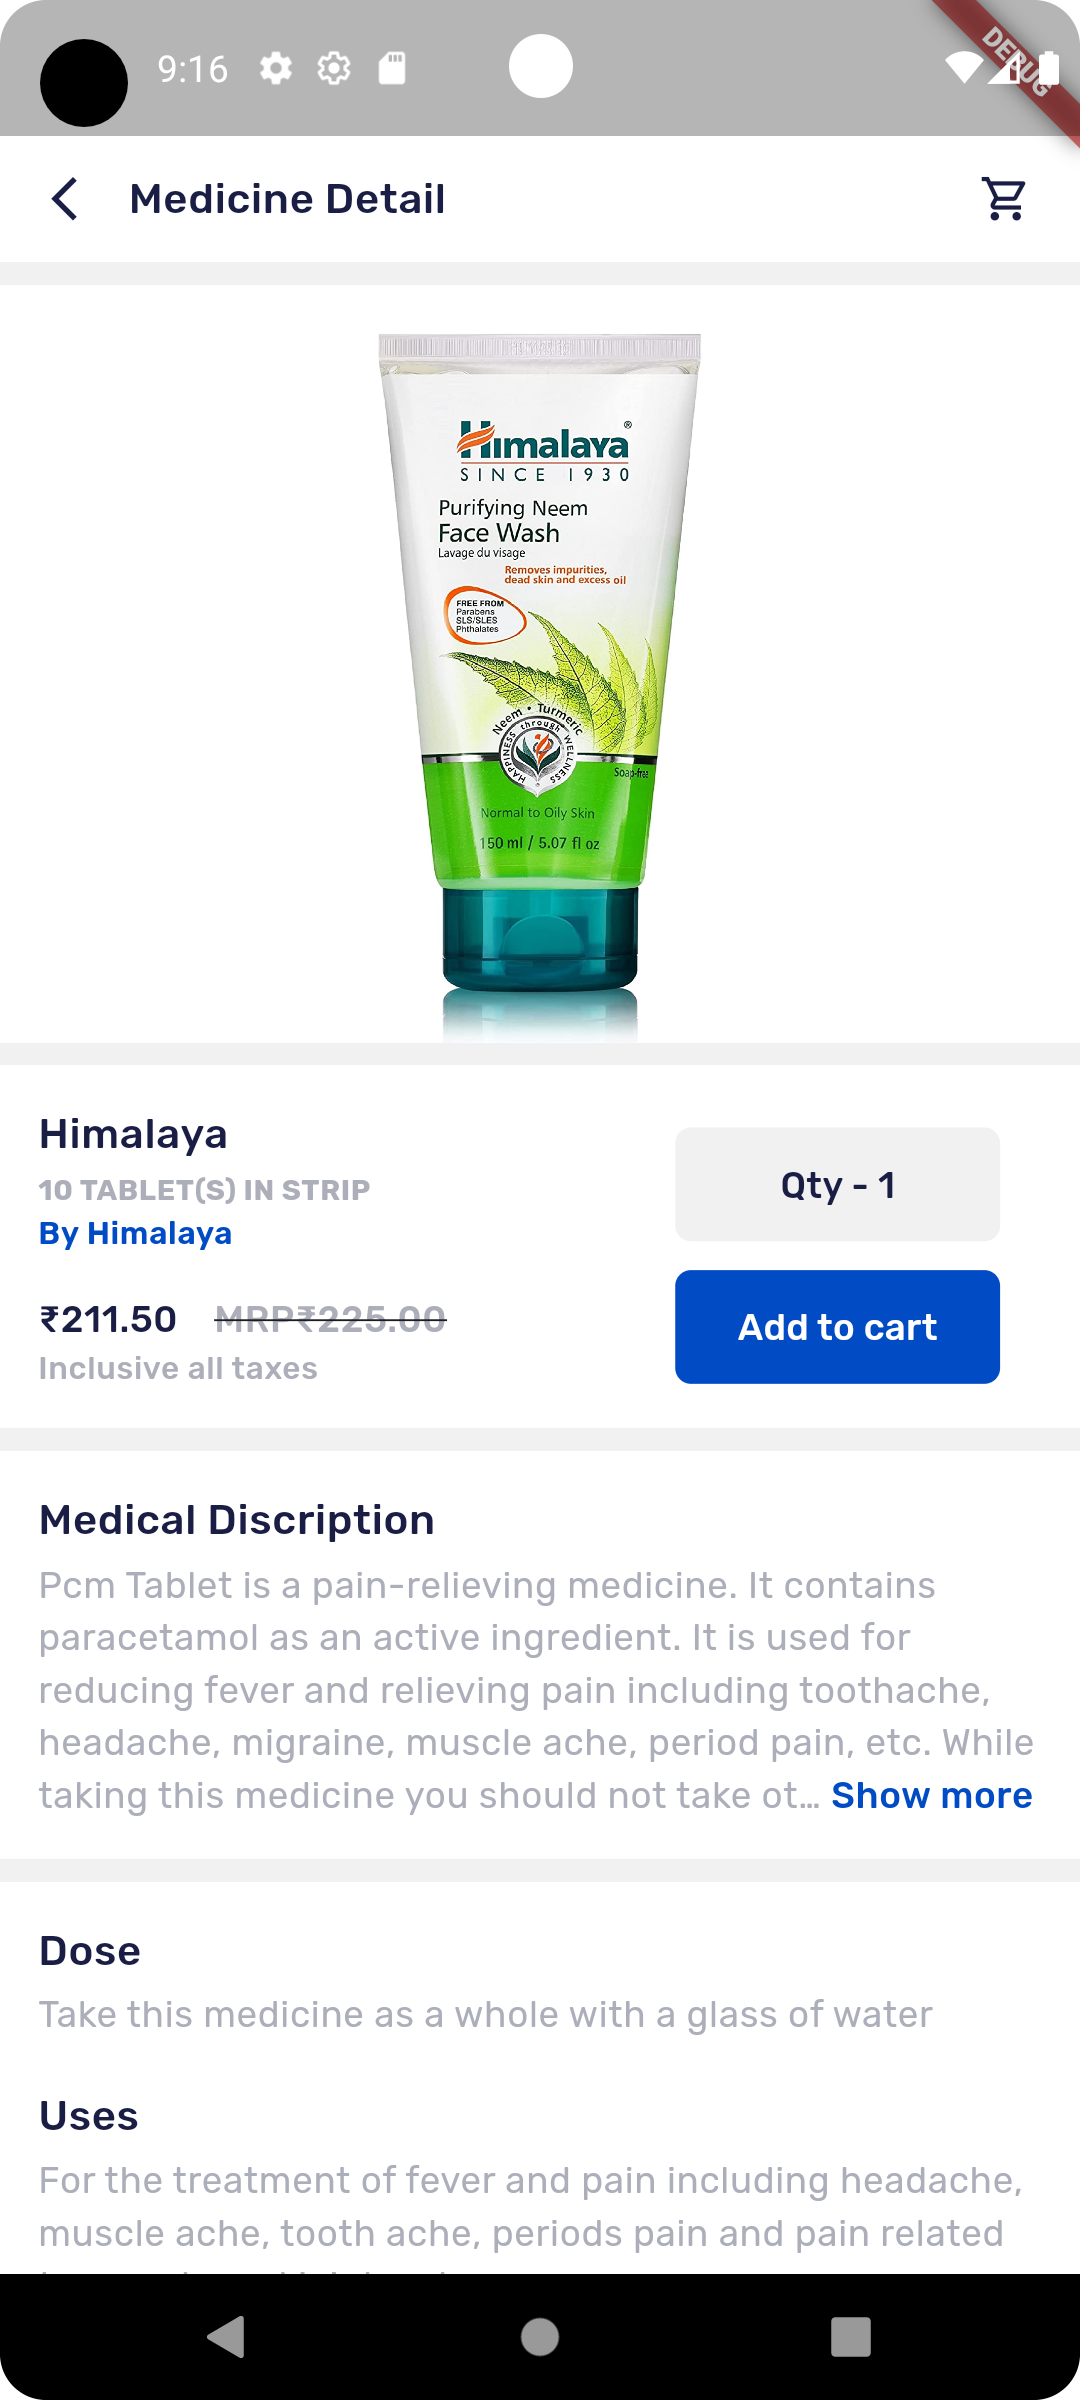 9:16
DEBUG
Medicine Detail
Himalaya®
SINCE 1930
Purifying Neem
Face Wash
Lavage du visage
Removes impurities,
dead skin and excess oil
FREE FROM
Parabens
SLS/SLES
Phthalates
Neem • Turmeric
HAPPINESS through WELLNESS
Soap-free
Normal to Oily Skin
150 ml / 5.07 fl oz
Himalaya
10 TABLET(S) IN STRIP
By Himalaya
Qty - 1
₹211.50 MRP₹225.00
Inclusive all taxes
Add to cart
Medical Discription
Pcm Tablet is a pain-relieving medicine. It contains
paracetamol as an active ingredient. It is used for
reducing fever and relieving pain including toothache,
headache, migraine, muscle ache, period pain, etc. While
taking this medicine you should not take ot... Show more
Dose
Take this medicine as a whole with a glass of water
Uses
For the treatment of fever and pain including headache,
muscle ache, tooth ache, periods pain and pain related